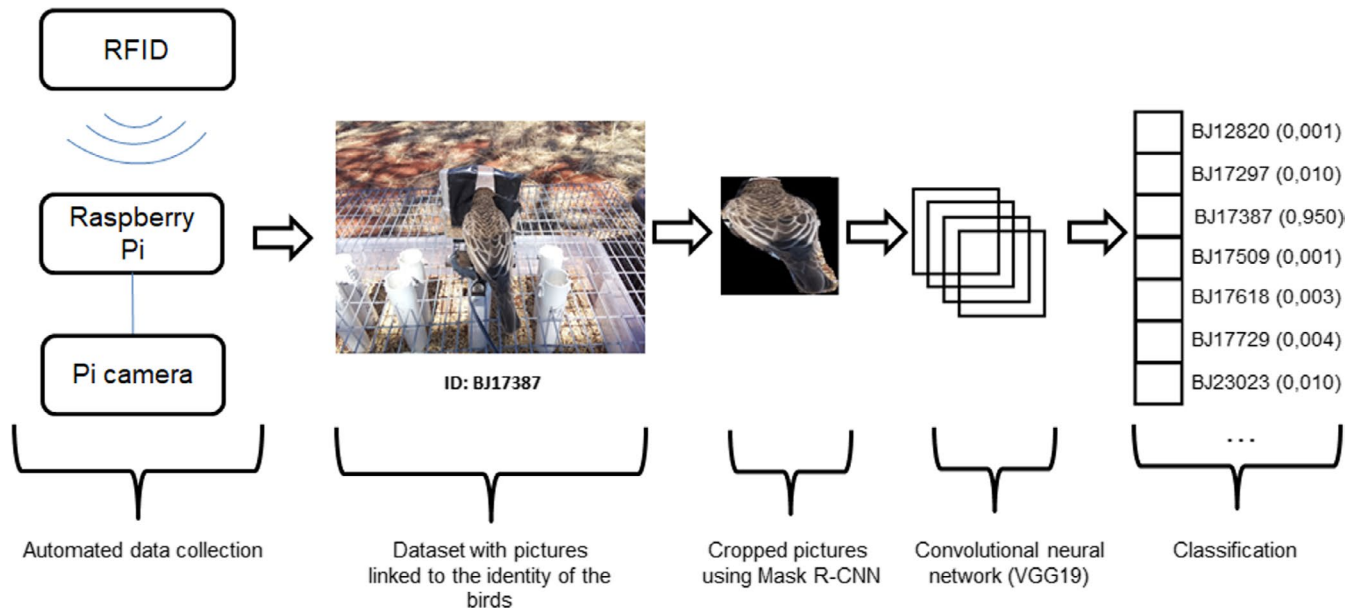 RFID
Raspberry
Pi
Pi camera
ID: BJ17387
BJ12820 (0,001)
BJ17297 (0,010)
BJ17387 (0,950)
BJ17509 (0,001)
BJ17618 (0,003)
BJ17729 (0,004)
BJ23023 (0,010)
...
Automated data collection
Dataset with pictures
linked to the identity of the
birds
Cropped pictures
using Mask R-CNN
Convolutional neural
network (VGG19)
Classification